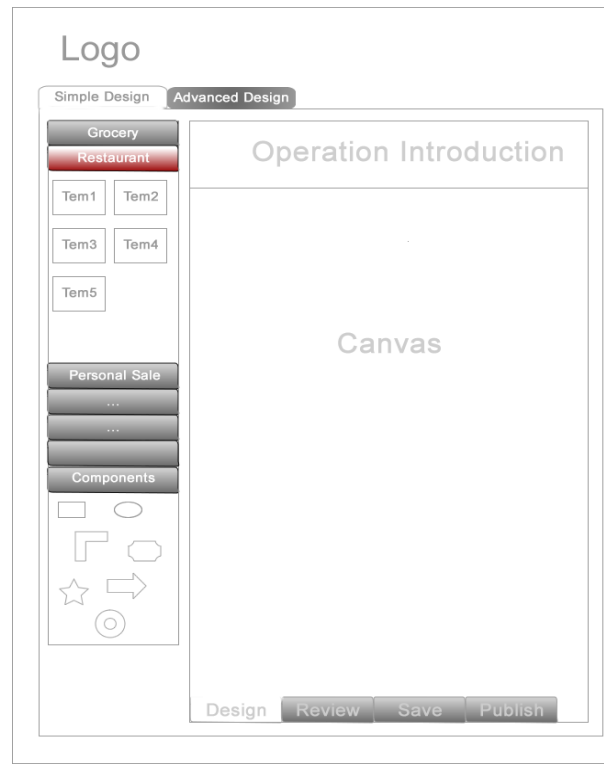 Logo
Simple Design
Advanced Design
Grocery
Restaurant
Tem1
Tem2
Tem3
Tem4
Tem5
Personal Sale
...
...
Components
Operation Introduction
Canvas
Design
Review
Save
Publish